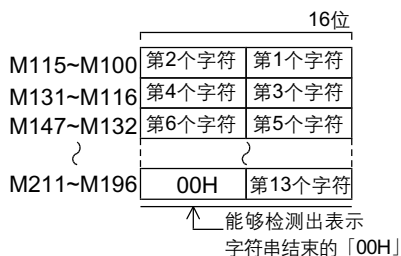 16位
M115~M100 第2个字符 第1个字符
M131~M116 第4个字符 第3个字符
M147~M132 第6个字符 第5个字符
M211~M196 00H 第13个字符
能够检测出表示
字符串结束的「00H」